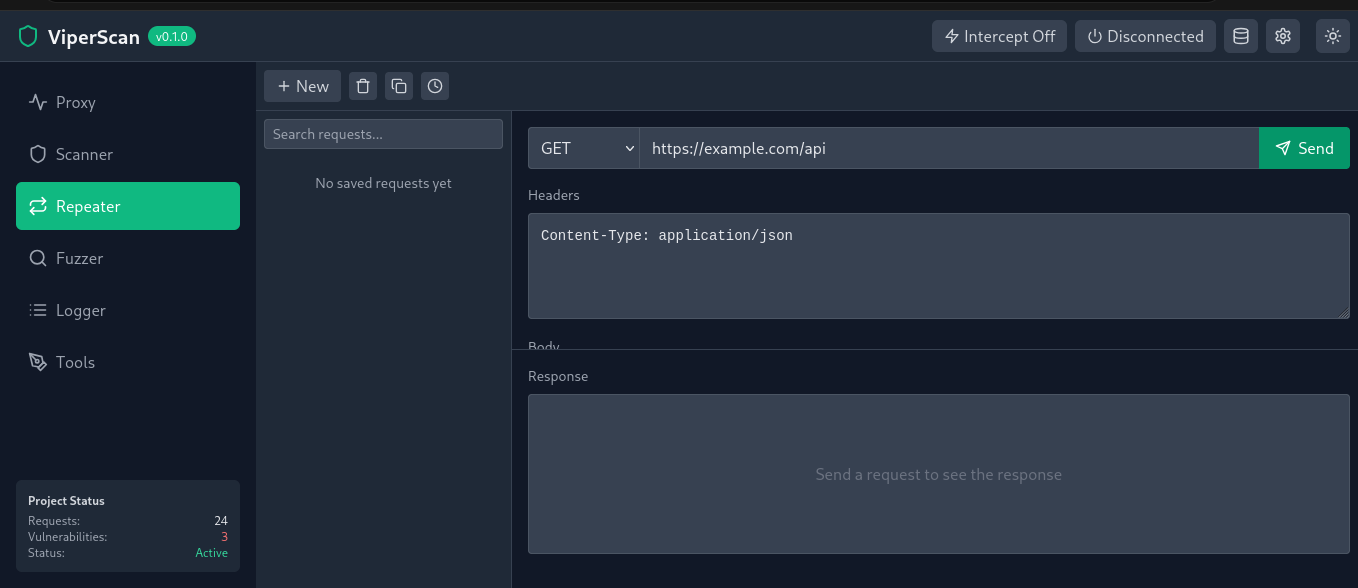 ViperScan v0.1.0 Intercept Off Disconnected
New
Proxy
Scanner
Repeater
Fuzzer
Logger
Tools
Project Status
Requests: 24
Vulnerabilities: 3
Status: Active
Search requests...
No saved requests yet
GET https://example.com/api Send
Headers
Content-Type: application/json
Body
Response
Send a request to see the response